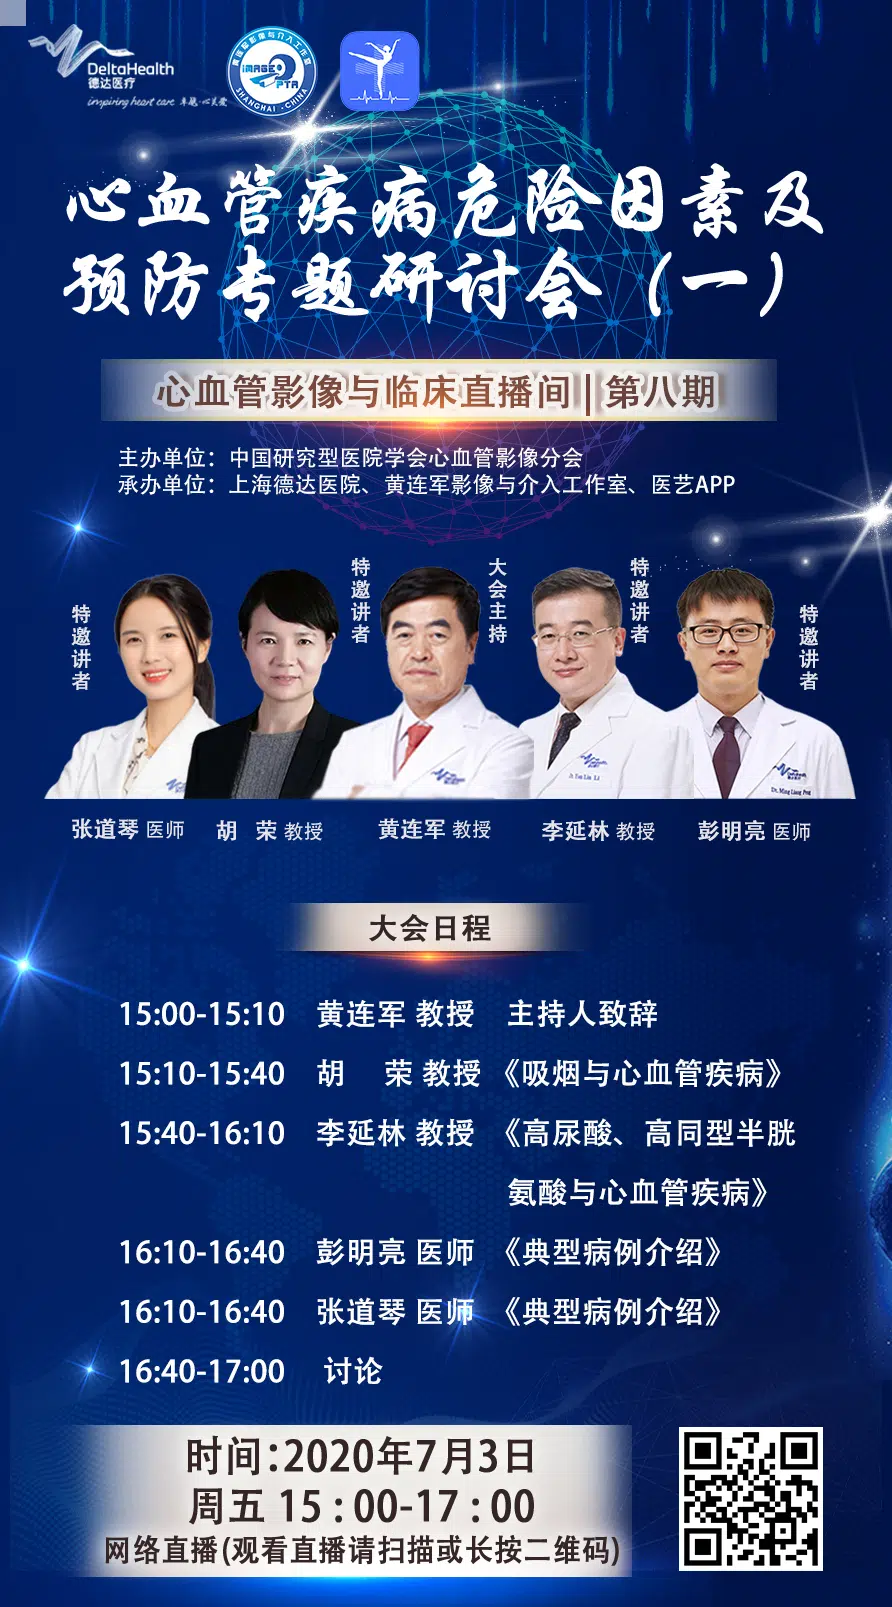 DeltaHealth
德达医疗
inspiring heart care 卓越·心关爱
IMAGE
PTA
SHANGHAI·CHINA
心血管疾病危险因素及
预防专题研讨会（一）
心血管影像与临床直播间|第八期
主办单位：中国研究型医院学会心血管影像分会
承办单位：上海德达医院、黄连军影像与介入工作室、医艺APP
特邀讲者
特邀讲者
大会主持
特邀讲者
特邀讲者
张道琴 医师
胡 荣 教授
黄连军 教授
李延林 教授
彭明亮 医师
大会日程
15:00-15:10 黄连军 教授 主持人致辞
15:10-15:40 胡 荣 教授 《吸烟与心血管疾病》
15:40-16:10 李延林 教授 《高尿酸、高同型半胱
氨酸与心血管疾病》
16:10-16:40 彭明亮 医师 《典型病例介绍》
16:10-16:40 张道琴 医师 《典型病例介绍》
16:40-17:00 讨论
时间:2020年7月3日
周五 15 : 00-17 : 00
网络直播(观看直播请扫描或长按二维码)